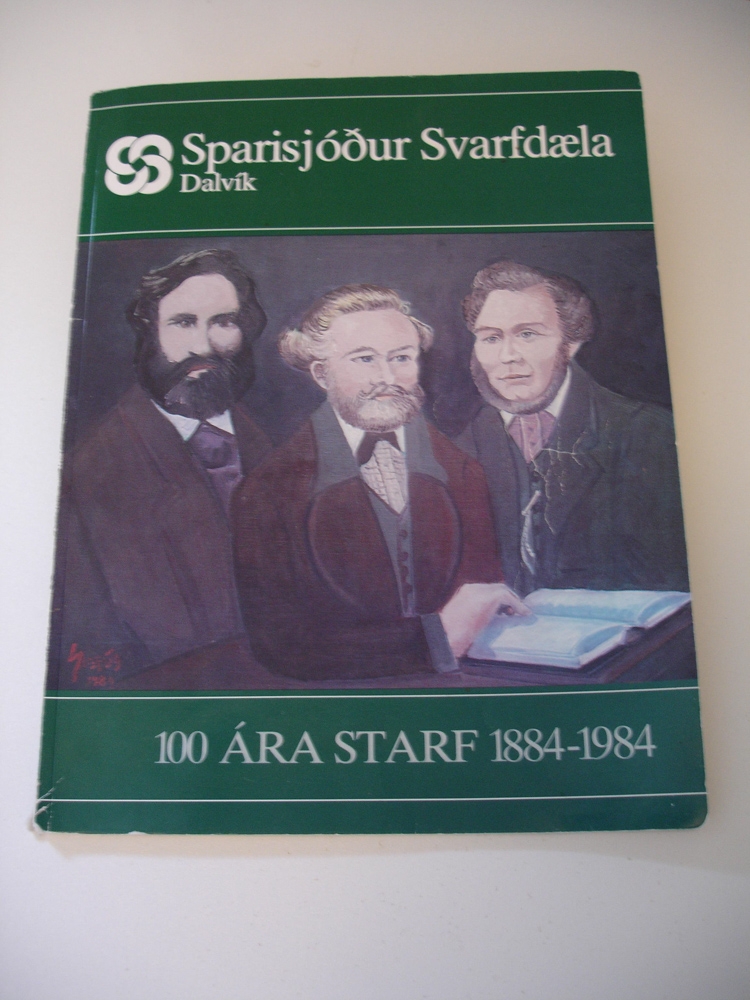 Sparisjóður Svarfdæla
Dalvík
100 ÁRA STARF 1884-1984